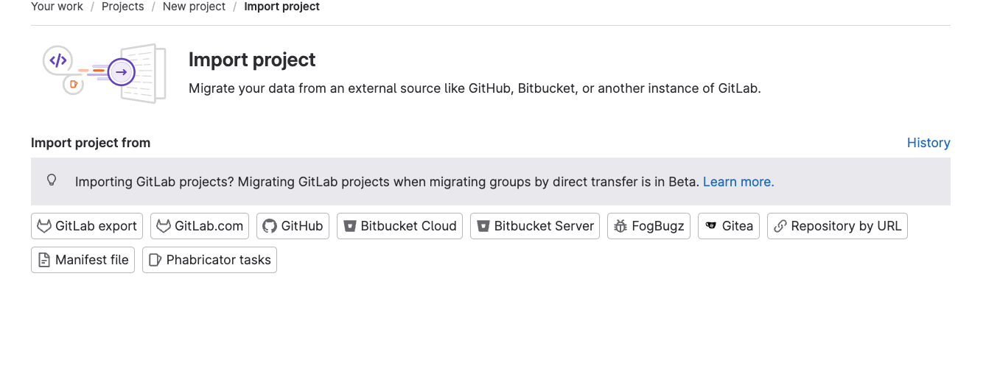 Your work / Projects / New project / Import project
Import project
Migrate your data from an external source like GitHub, Bitbucket, or another instance of GitLab.
Import project from History
Importing GitLab projects? Migrating GitLab projects when migrating groups by direct transfer is in Beta. Learn more.
GitLab export GitLab.com GitHub Bitbucket Cloud Bitbucket Server FogBugz Gitea Repository by URL
Manifest file Phabricator tasks